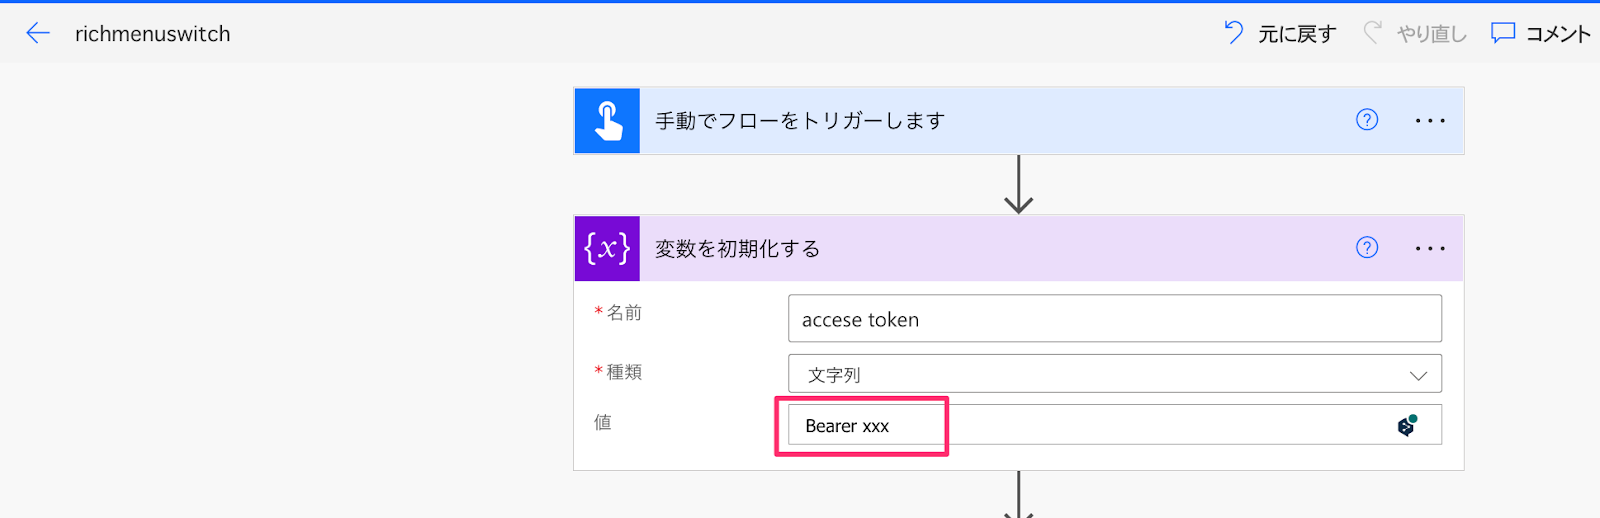 richmenuswitch
元に戻す
やり直し
コメント
手動でフローをトリガーします
?
...
{x}
変数を初期化する
?
...
*名前
accese token
*種類
文字列
値
Bearer xxx